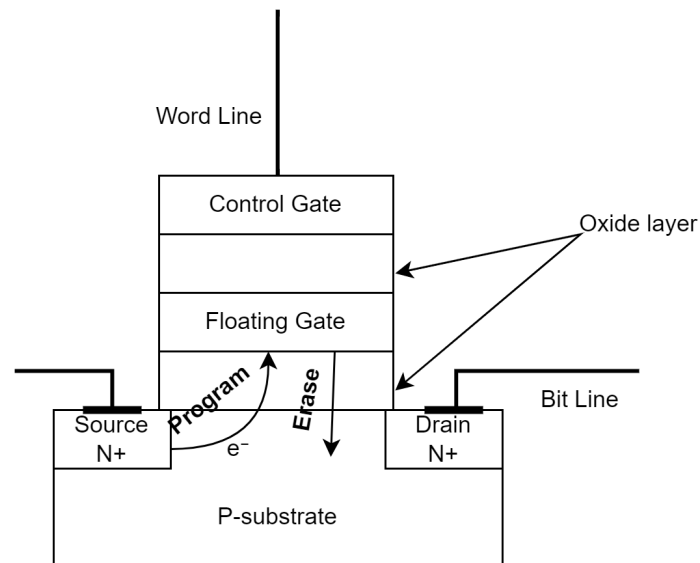 Word Line
Control Gate
Oxide layer
Floating Gate
Program
Erase
Bit Line
Source
N+
e⁻
Drain
N+
P-substrate